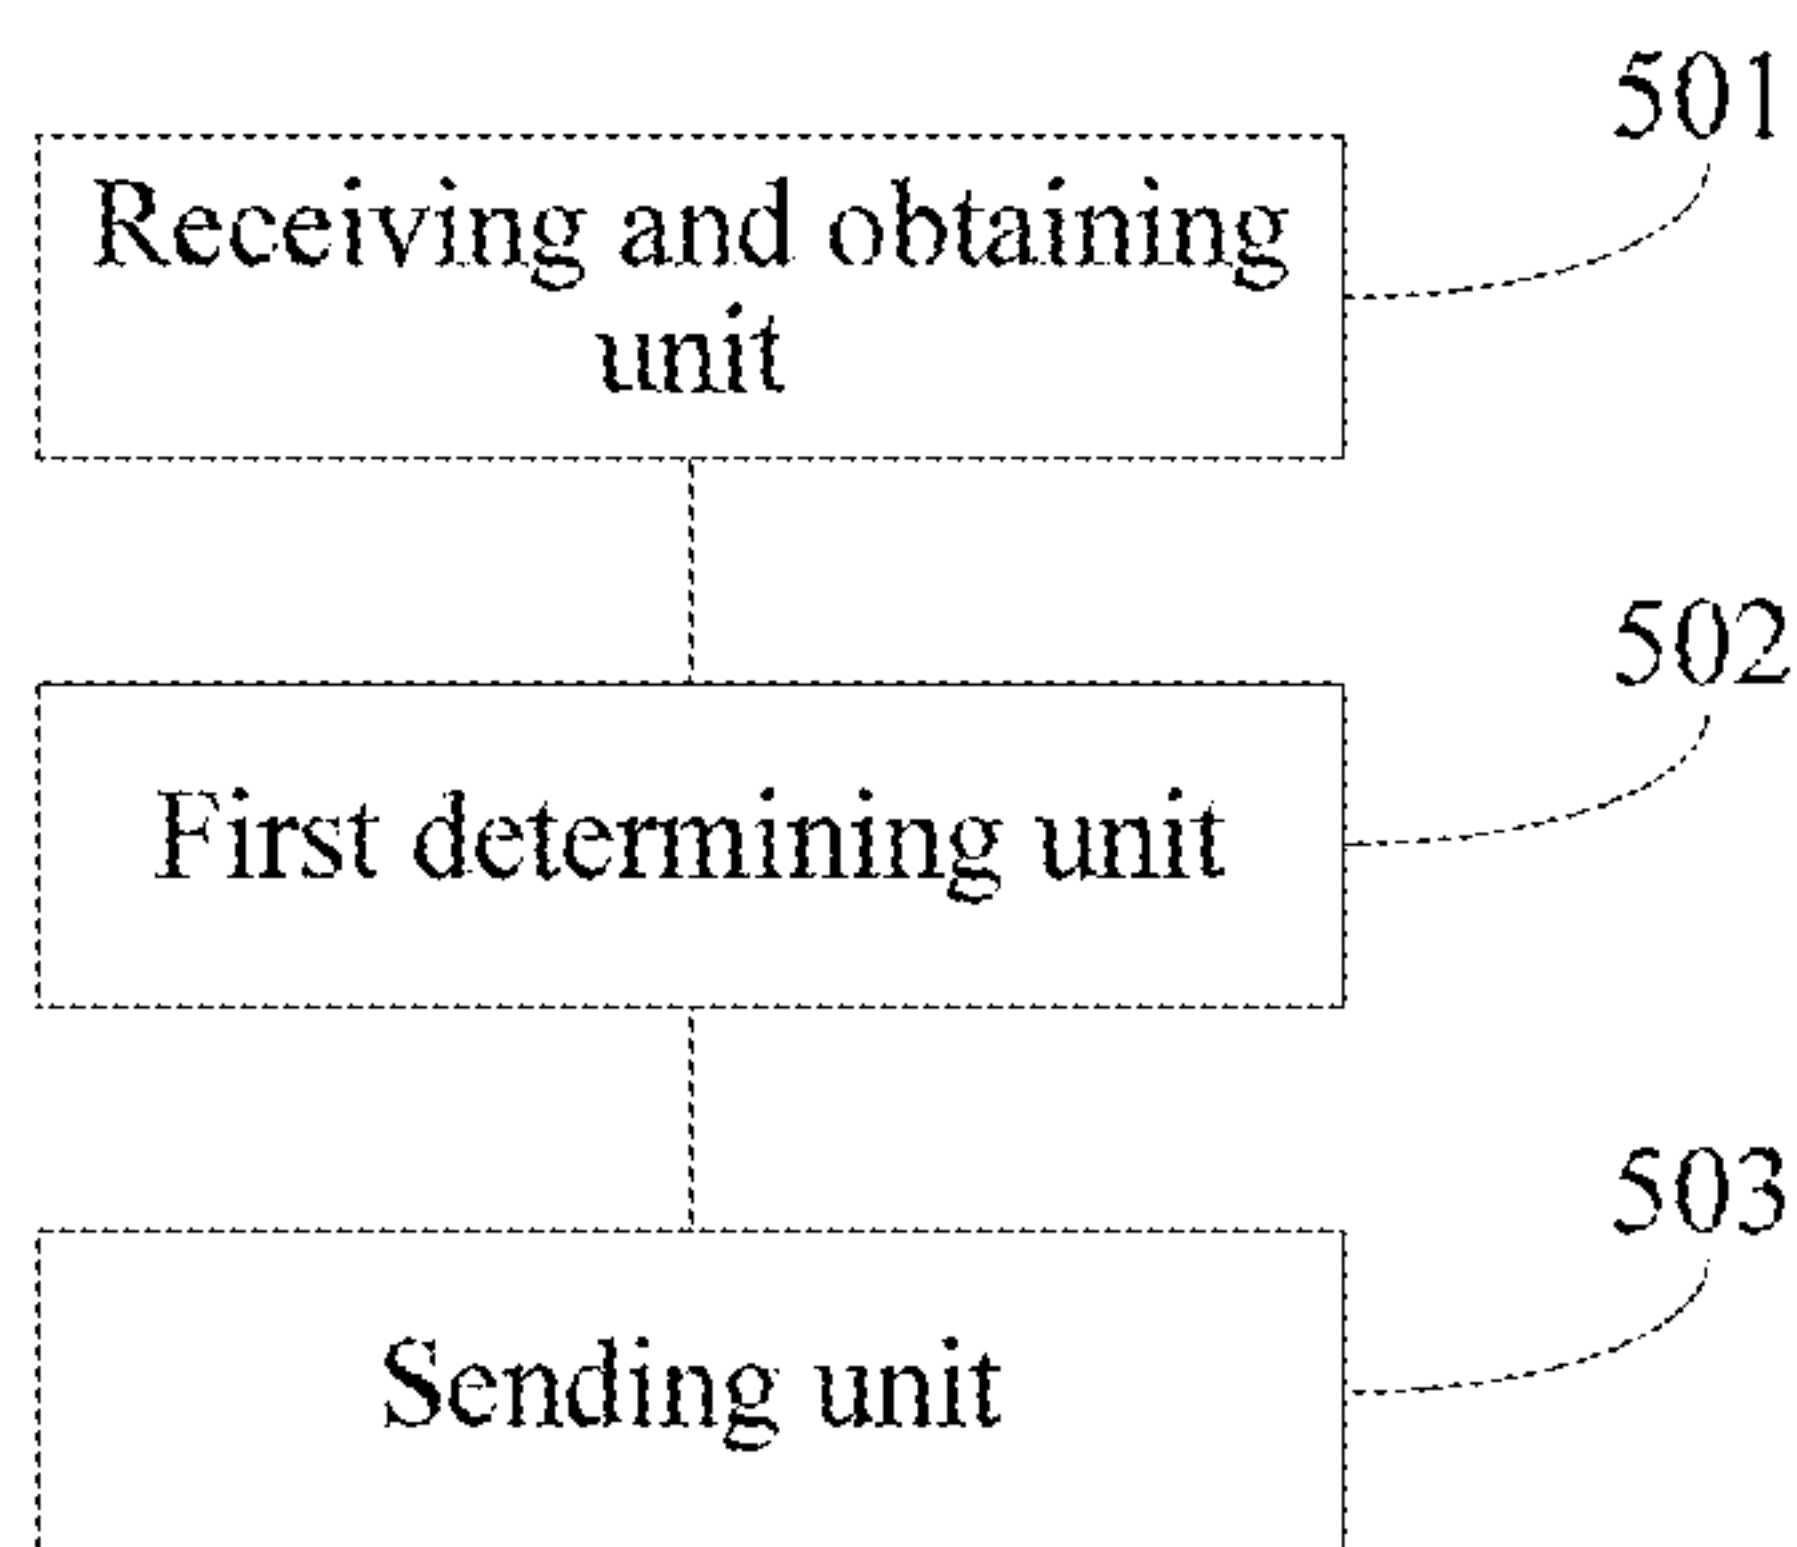 501
Receiving and obtaining
unit
502
First determining unit
503
Sending unit